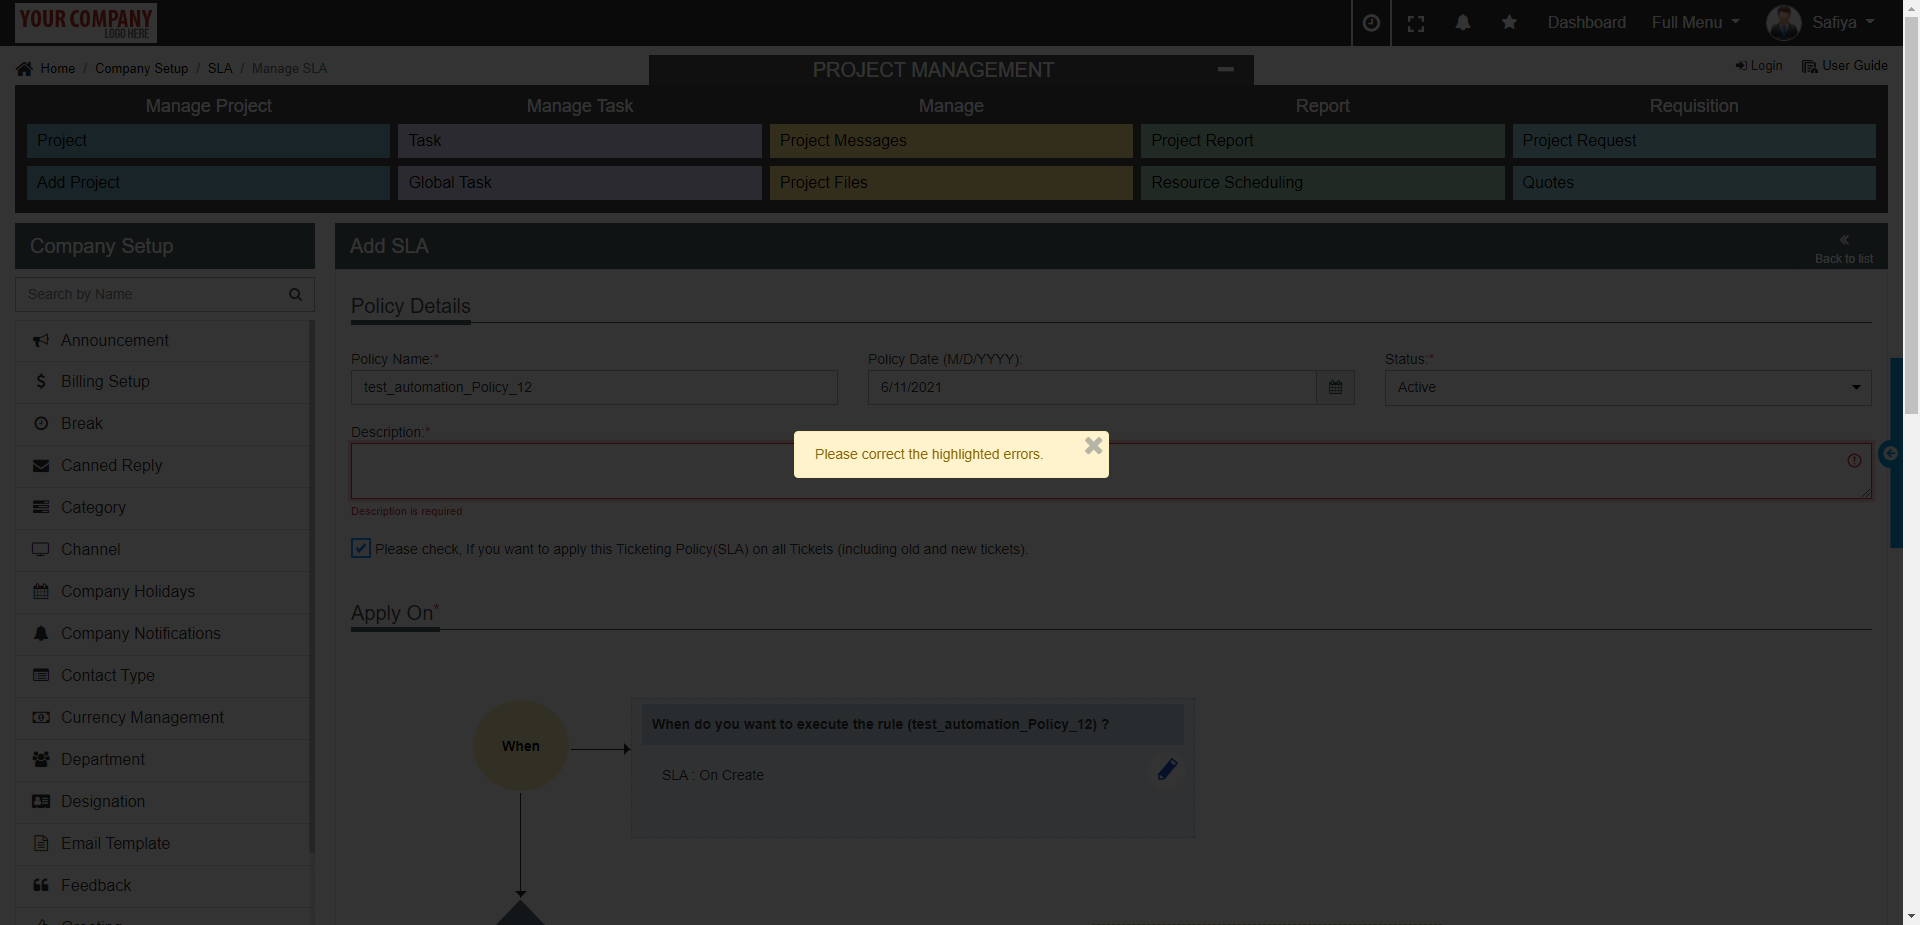 YOUR COMPANY
LOGO HERE
Dashboard
Full Menu
Safiya
Home / Company Setup / SLA / Manage SLA
PROJECT MANAGEMENT
Login
User Guide
Manage Project
Manage Task
Manage
Report
Requisition
Project
Task
Project Messages
Project Report
Project Request
Add Project
Global Task
Project Files
Resource Scheduling
Quotes
Company Setup
Search by Name
Announcement
Billing Setup
Break
Canned Reply
Category
Channel
Company Holidays
Company Notifications
Contact Type
Currency Management
Department
Designation
Email Template
Feedback
Add SLA
Back to list
Policy Details
Policy Name:*
Policy Date (M/D/YYYY):
Status:*
test_automation_Policy_12
6/11/2021
Active
Description:*
Please correct the highlighted errors.
Description is required
Please check, If you want to apply this Ticketing Policy(SLA) on all Tickets (including old and new tickets).
Apply On*
When
When do you want to execute the rule (test_automation_Policy_12) ?
SLA : On Create